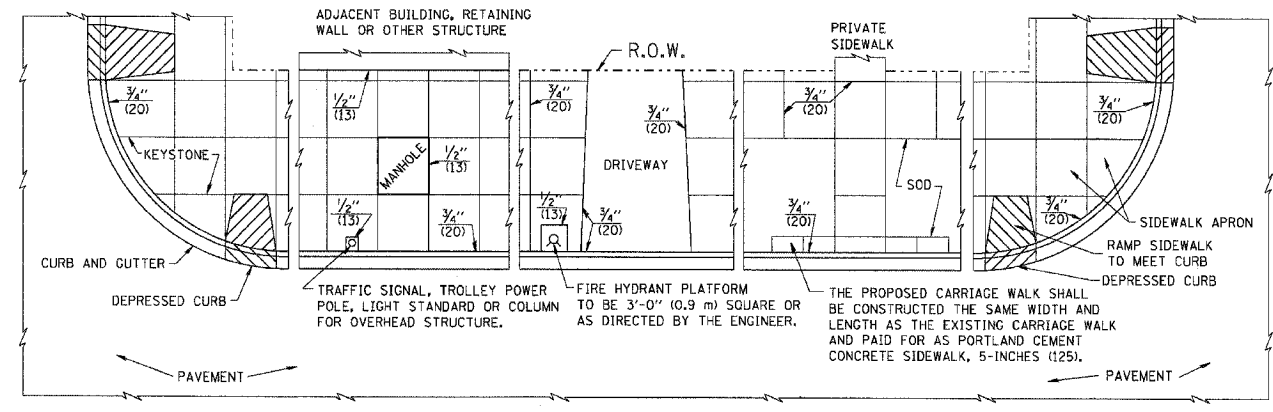 ADJACENT BUILDING, RETAINING
WALL OR OTHER STRUCTURE
R.O.W.
PRIVATE
SIDEWALK
3/4"
(20)
1/2"
(13)
3/4"
(20)
3/4"
(20)
3/4"
(20)
3/4"
(20)
KEYSTONE
MANHOLE
1/2"
(13)
DRIVEWAY
SOD
1/2"
(13)
3/4"
(20)
1/2"
(13)
3/4"
(20)
3/4"
(20)
3/4"
(20)
SIDEWALK APRON
RAMP SIDEWALK
TO MEET CURB
DEPRESSED CURB
CURB AND GUTTER
DEPRESSED CURB
TRAFFIC SIGNAL, TROLLEY POWER
POLE, LIGHT STANDARD OR COLUMN
FOR OVERHEAD STRUCTURE.
FIRE HYDRANT PLATFORM
TO BE 3'-0" (0.9 m) SQUARE OR
AS DIRECTED BY THE ENGINEER.
THE PROPOSED CARRIAGE WALK SHALL
BE CONSTRUCTED THE SAME WIDTH AND
LENGTH AS THE EXISTING CARRIAGE WALK
AND PAID FOR AS PORTLAND CEMENT
CONCRETE SIDEWALK, 5-INCHES (125).
PAVEMENT
PAVEMENT